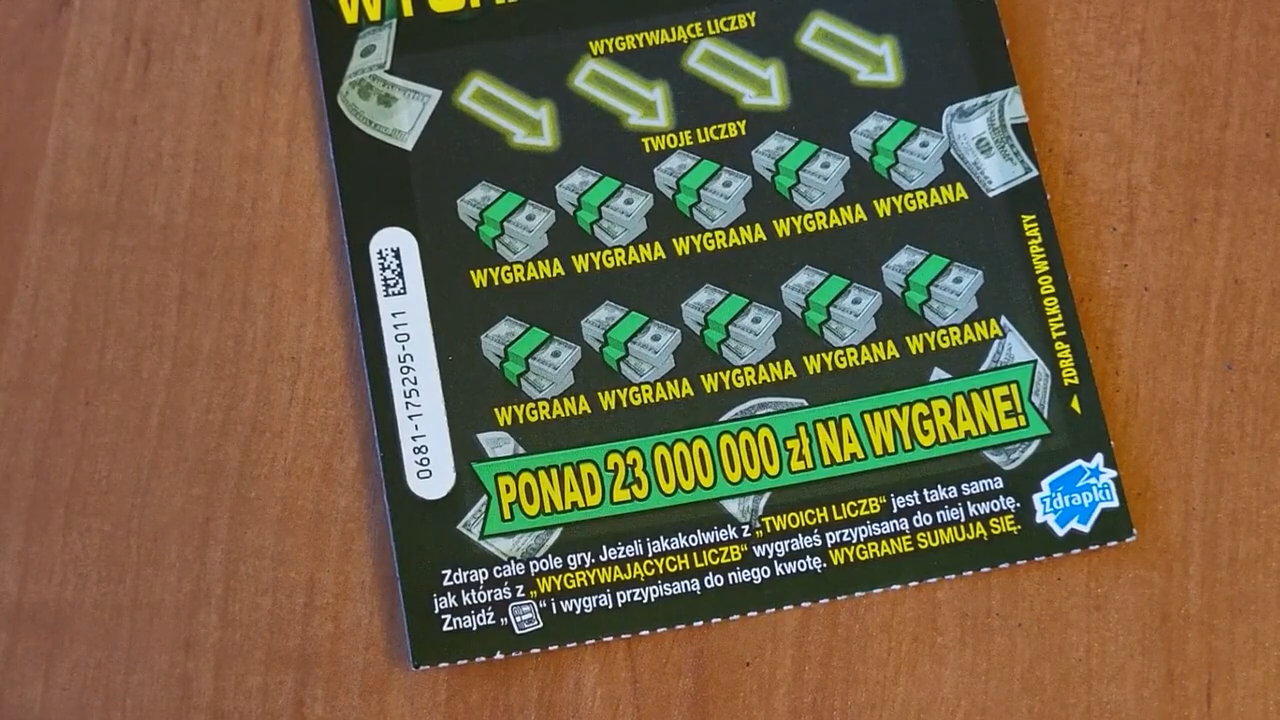 WYGRYWAJĄCE LICZBY
TWOJE LICZBY
WYGRANA WYGRANA WYGRANA WYGRANA WYGRANA
WYGRANA WYGRANA WYGRANA WYGRANA WYGRANA
0681-175295-011
ZDRAP TYLKO DO WYPŁATY
PONAD 23 000 000 zł NA WYGRANE!
Zdrapki
Zdrap całe pole gry. Jeżeli jakakolwiek z „TWOICH LICZB“ jest taka sama
jak któraś z „WYGRYWAJĄCYCH LICZB“ wygrałeś przypisaną do niej kwotę.
Znajdź „ “ i wygraj przypisaną do niego kwotę. WYGRANE SUMUJĄ SIĘ.